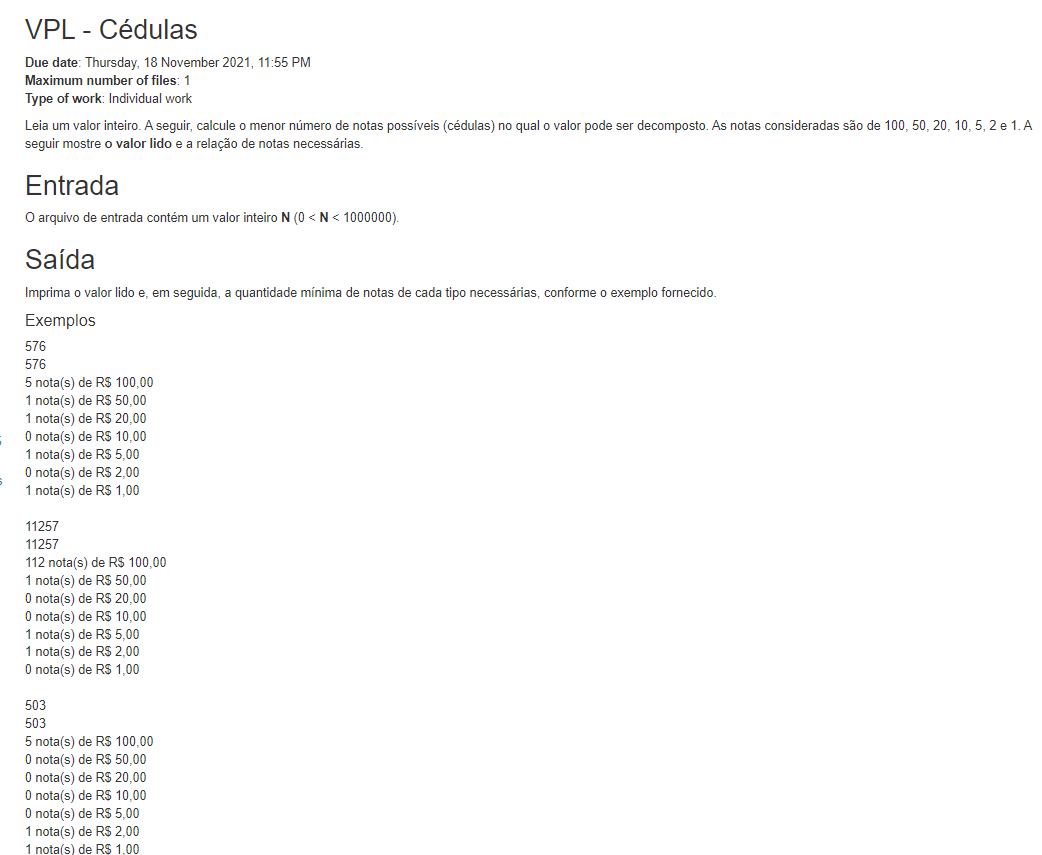 VPL - Cédulas
Due date: Thursday, 18 November 2021, 11:55 PM
Maximum number of files: 1
Type of work: Individual work
Leia um valor inteiro. A seguir, calcule o menor número de notas possíveis (cédulas) no qual o valor pode ser decomposto. As notas consideradas são de 100, 50, 20, 10, 5, 2 e 1. A
seguir mostre o valor lido e a relação de notas necessárias.
Entrada
O arquivo de entrada contém um valor inteiro N (0 < N < 1000000).
Saída
Imprima o valor lido e, em seguida, a quantidade mínima de notas de cada tipo necessárias, conforme o exemplo fornecido.
Exemplos
576
576
5 nota(s) de R$ 100,00
1 nota(s) de R$ 50,00
1 nota(s) de R$ 20,00
0 nota(s) de R$ 10,00
1 nota(s) de R$ 5,00
0 nota(s) de R$ 2,00
1 nota(s) de R$ 1,00
11257
11257
112 nota(s) de R$ 100,00
1 nota(s) de R$ 50,00
0 nota(s) de R$ 20,00
0 nota(s) de R$ 10,00
1 nota(s) de R$ 5,00
1 nota(s) de R$ 2,00
0 nota(s) de R$ 1,00
503
503
5 nota(s) de R$ 100,00
0 nota(s) de R$ 50,00
0 nota(s) de R$ 20,00
0 nota(s) de R$ 10,00
0 nota(s) de R$ 5,00
1 nota(s) de R$ 2,00
1 nota(s) de R$ 1,00